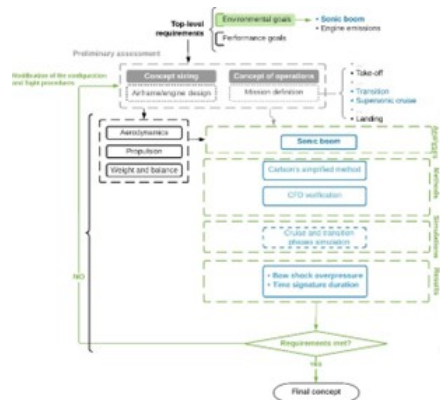 Top-level
requirements
Environmental goals
Performance goals
• Sonic boom
• Engine emissions
Preliminary assessment
Modification of the configuration
and flight procedures
Concept sizing
Airframe/engine design
Concept of operations
Mission definition
• Take-off
...
• Transition
• Supersonic cruise
...
• Landing
Aerodynamics
Propulsion
Weight and balance
Sonic boom
Carlson's simplified method
CFD verification
Methods
Cruise and transition
phases simulation
Simulations
• Bow shock overpressure
• Time signature duration
Results
NO
Requirements met?
YES
Final concept